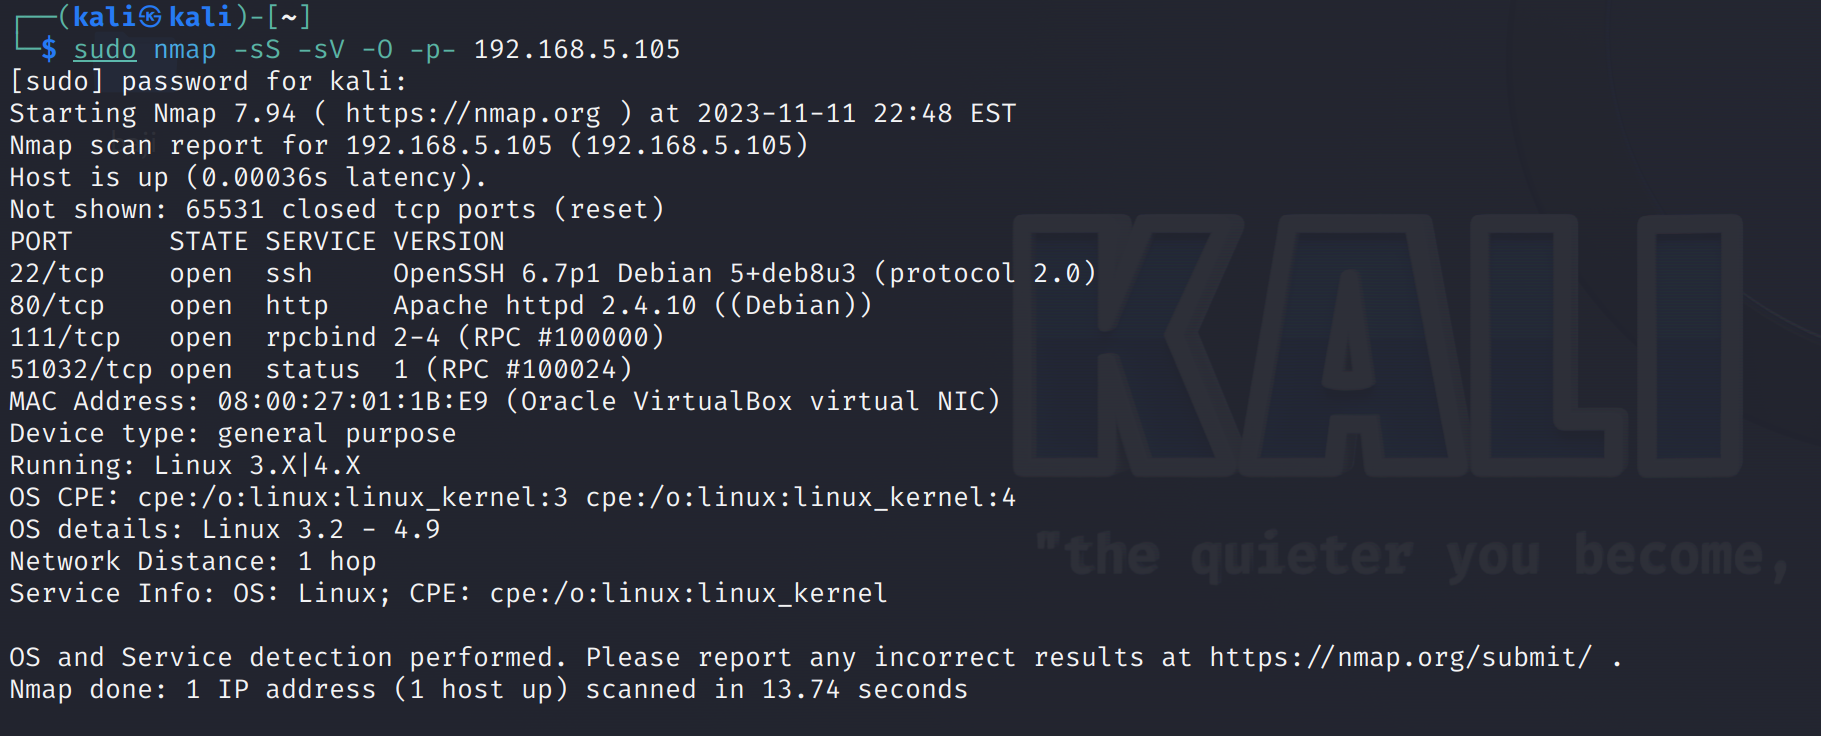 ┌──(kali㉿kali)-[~]
└─$ sudo nmap -sS -sV -O -p- 192.168.5.105
[sudo] password for kali:
Starting Nmap 7.94 ( https://nmap.org ) at 2023-11-11 22:48 EST
Nmap scan report for 192.168.5.105 (192.168.5.105)
Host is up (0.00036s latency).
Not shown: 65531 closed tcp ports (reset)
PORT      STATE SERVICE VERSION
22/tcp    open  ssh     OpenSSH 6.7p1 Debian 5+deb8u3 (protocol 2.0)
80/tcp    open  http    Apache httpd 2.4.10 ((Debian))
111/tcp   open  rpcbind 2-4 (RPC #100000)
51032/tcp open  status  1 (RPC #100024)
MAC Address: 08:00:27:01:1B:E9 (Oracle VirtualBox virtual NIC)
Device type: general purpose
Running: Linux 3.X|4.X
OS CPE: cpe:/o:linux:linux_kernel:3 cpe:/o:linux:linux_kernel:4
OS details: Linux 3.2 - 4.9
Network Distance: 1 hop
Service Info: OS: Linux; CPE: cpe:/o:linux:linux_kernel
OS and Service detection performed. Please report any incorrect results at https://nmap.org/submit/ .
Nmap done: 1 IP address (1 host up) scanned in 13.74 seconds
KALI
"the quieter you become,